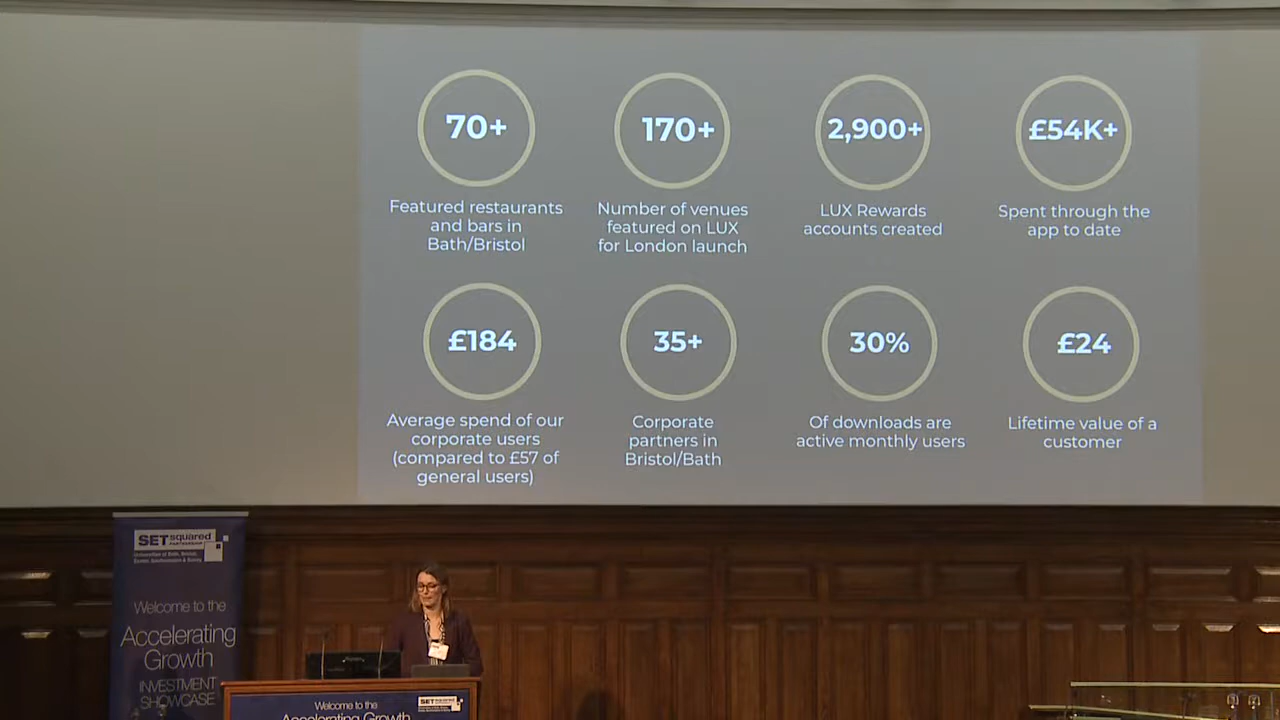 70+
170+
2,900+
£54K+
Featured restaurants
and bars in
Bath/Bristol
Number of venues
featured on LUX
for London launch
LUX Rewards
accounts created
Spent through the
app to date
£184
35+
30%
£24
Average spend of our
corporate users
(compared to £57 of
general users)
Corporate
partners in
Bristol/Bath
Of downloads are
active monthly users
Lifetime value of a
customer
SETsquared
PARTNERSHIP
Welcome to the
Accelerating
Growth
INVESTMENT
SHOWCASE
Welcome to the
Accelerating Growth
SETsquared